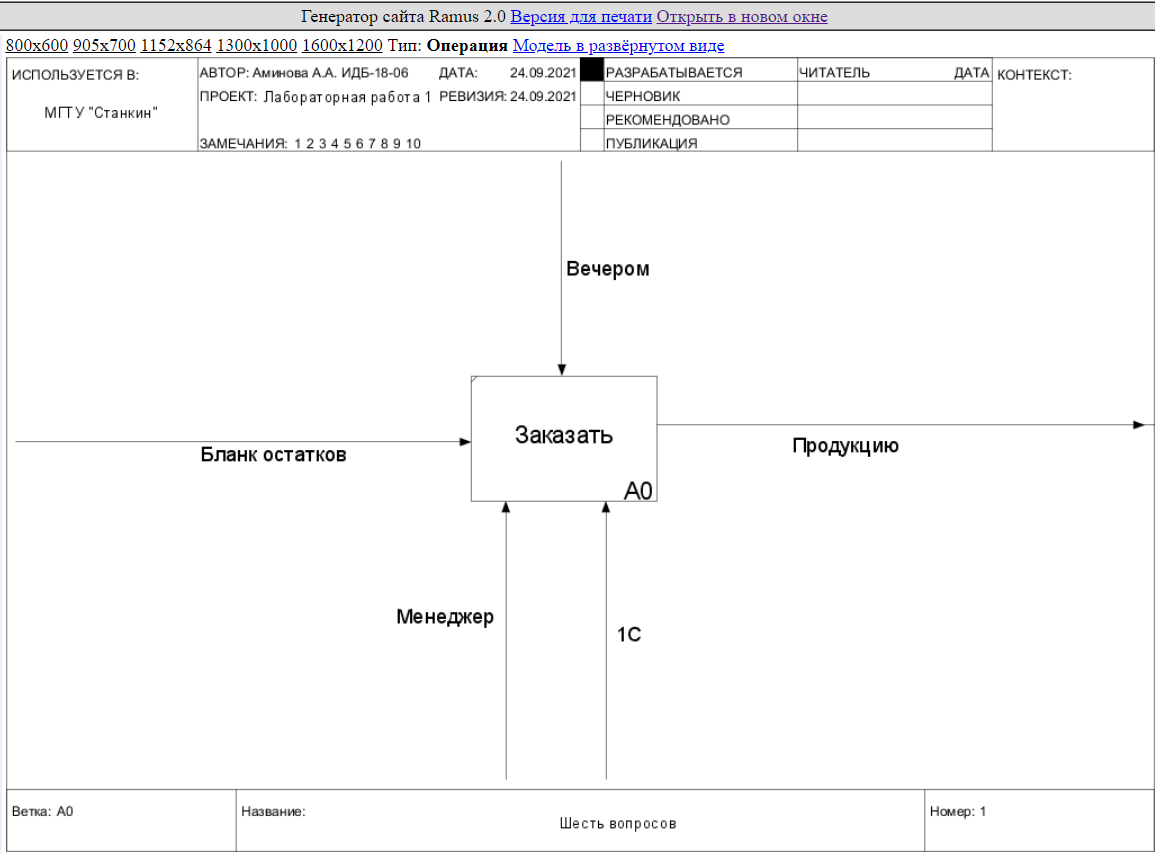 Генератор сайта Ramus 2.0 Версия для печати Открыть в новом окне
800x600 905x700 1152x864 1300x1000 1600x1200 Тип: Операция Модель в развёрнутом виде
ИСПОЛЬЗУЕТСЯ В:
МГТУ "Станкин"
АВТОР: Аминова А.А. ИДБ-18-06 ДАТА: 24.09.2021
ПРОЕКТ: Лабораторная работа 1 РЕВИЗИЯ: 24.09.2021
ЗАМЕЧАНИЯ: 1 2 3 4 5 6 7 8 9 10
РАЗРАБАТЫВАЕТСЯ
ЧЕРНОВИК
РЕКОМЕНДОВАНО
ПУБЛИКАЦИЯ
ЧИТАТЕЛЬ ДАТА
КОНТЕКСТ:
Вечером
Заказать
A0
Бланк остатков
Продукцию
Менеджер
1С
Ветка: A0
Название:
Шесть вопросов
Номер: 1